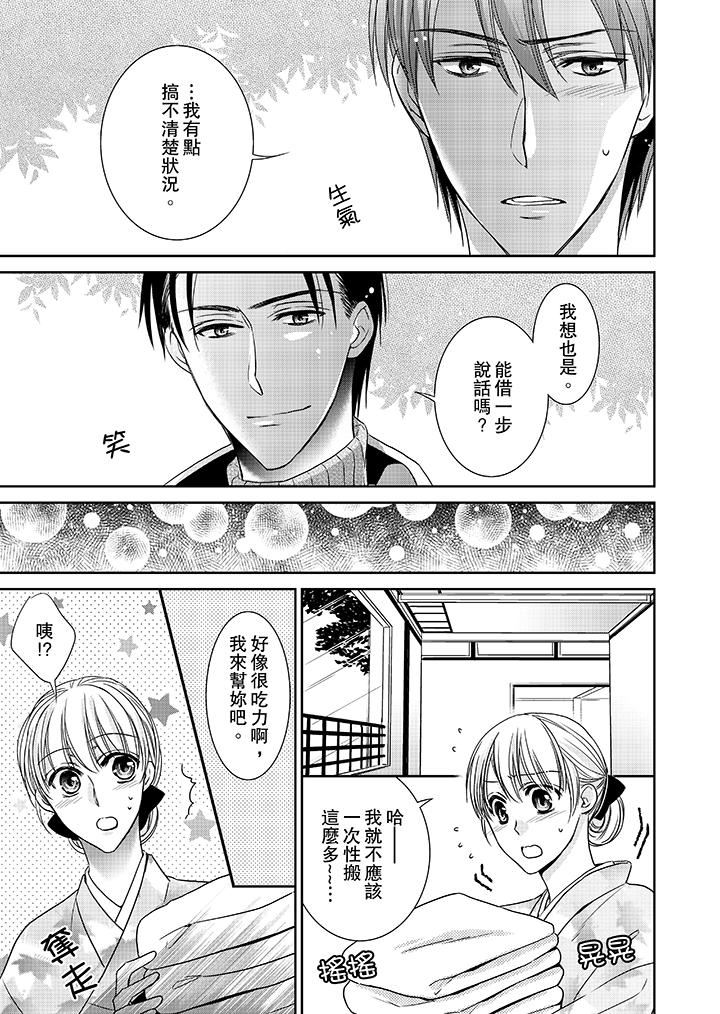 …我有點
搞不清楚狀況。
生氣
我想也是。
能借一步
說話嗎?
笑
哈——
我就不應該
一次性搬
這麼多~……
晃晃
搖搖
好像很吃力啊,
我來幫妳吧。
咦!?
奪走